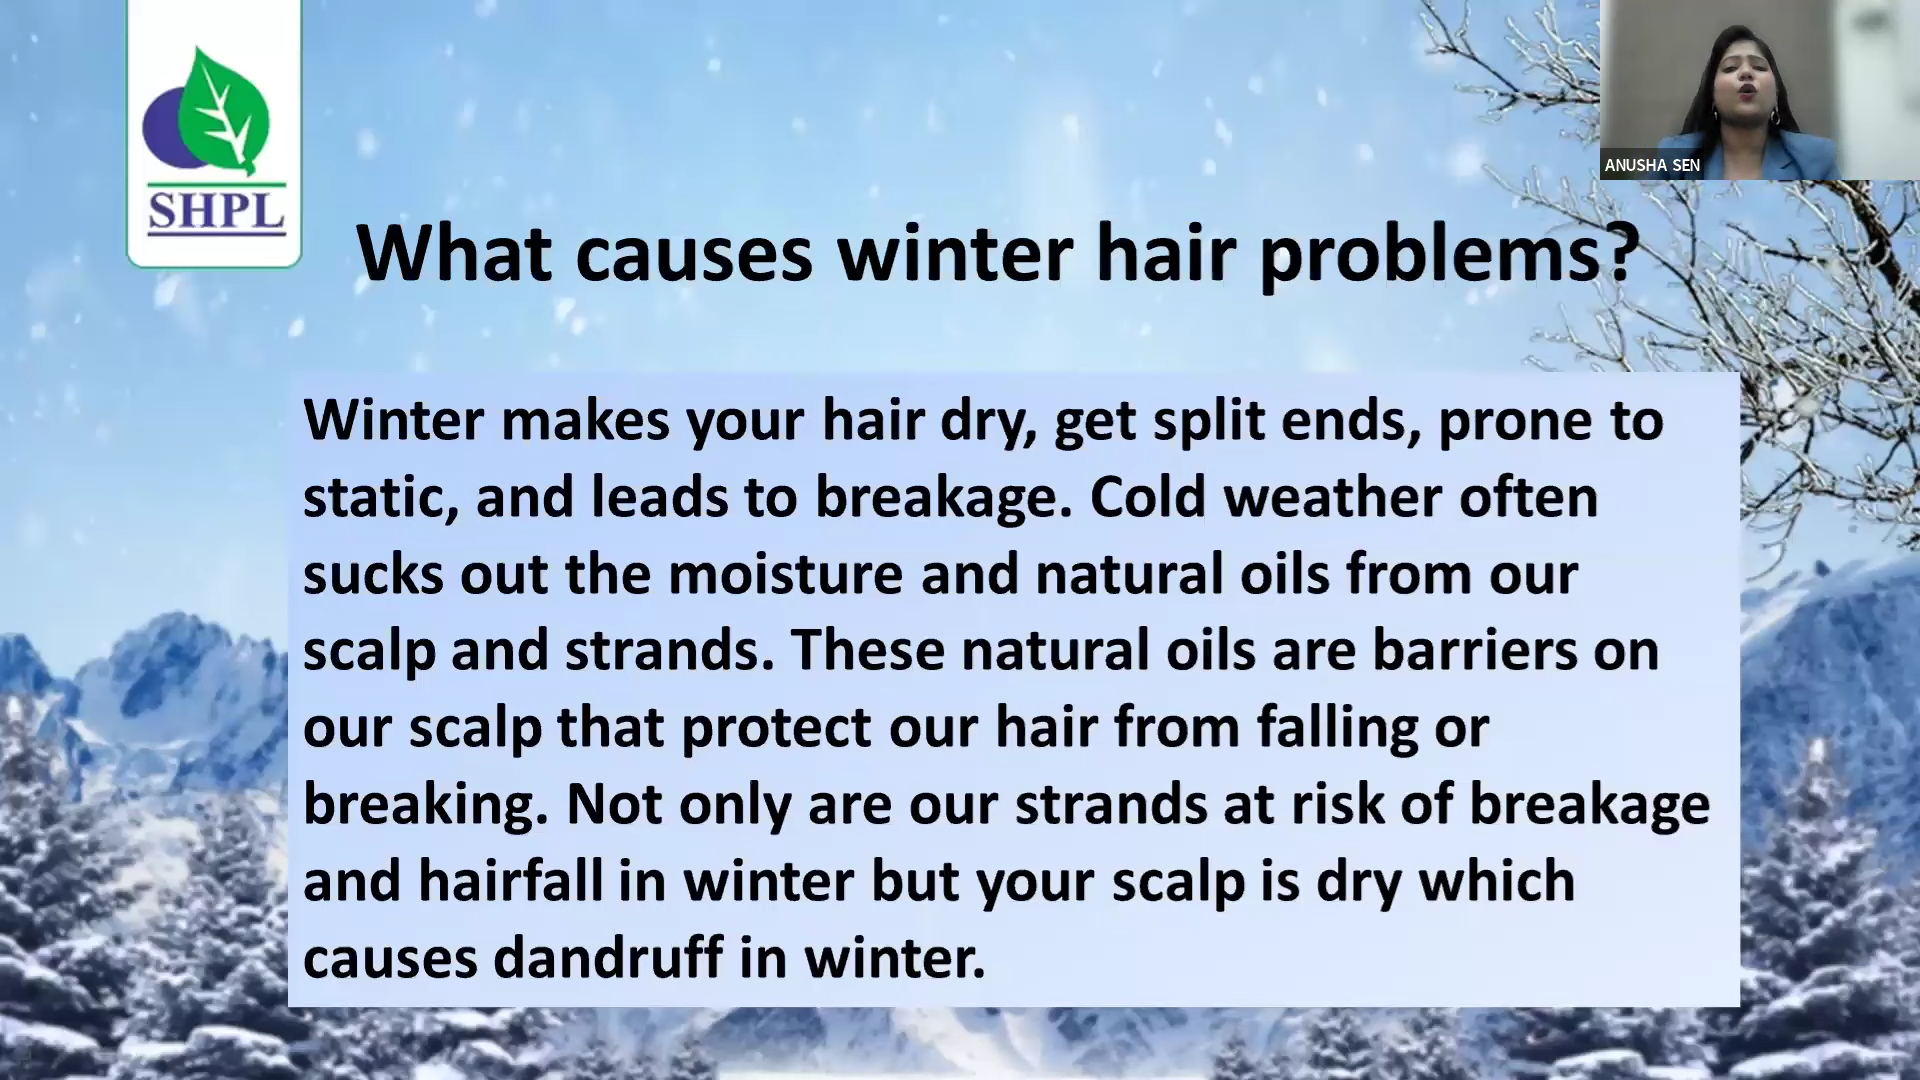 SHPL
ANUSHA SEN
What causes winter hair problems?
Winter makes your hair dry, get split ends, prone to
static, and leads to breakage. Cold weather often
sucks out the moisture and natural oils from our
scalp and strands. These natural oils are barriers on
our scalp that protect our hair from falling or
breaking. Not only are our strands at risk of breakage
and hairfall in winter but your scalp is dry which
causes dandruff in winter.